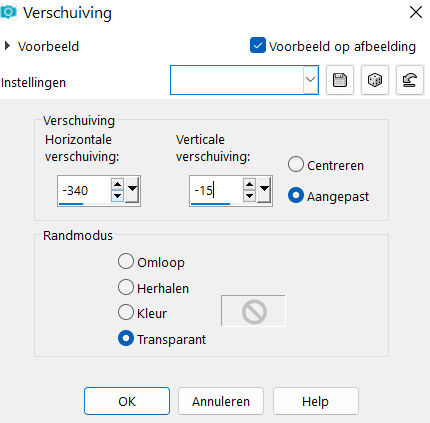 Verschuiving
Voorbeeld
Voorbeeld op afbeelding
Instellingen
Verschuiving
Horizontale verschuiving:
Verticale verschuiving:
-340
-15
Centreren
Aangepast
Randmodus
Omloop
Herhalen
Kleur
Transparant
OK
Annuleren
Help